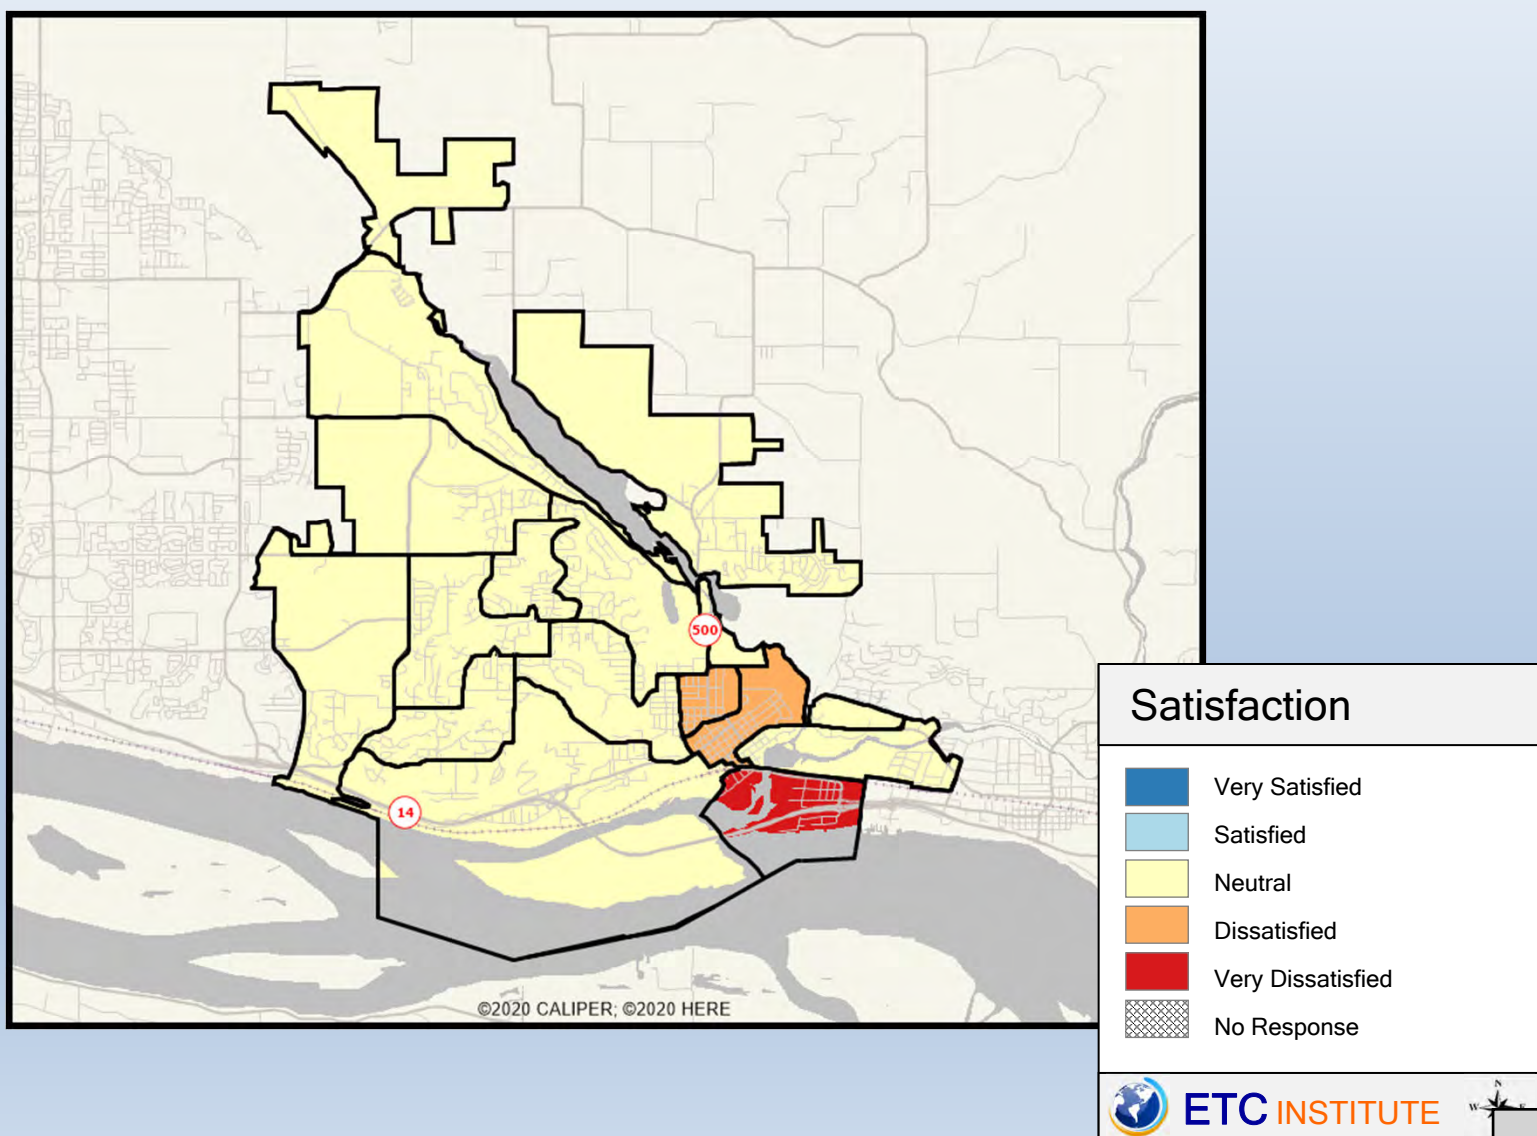 500
14
©2020 CALIPER; ©2020 HERE
Satisfaction
Very Satisfied
Satisfied
Neutral
Dissatisfied
Very Dissatisfied
No Response
ETC INSTITUTE
N
W
E